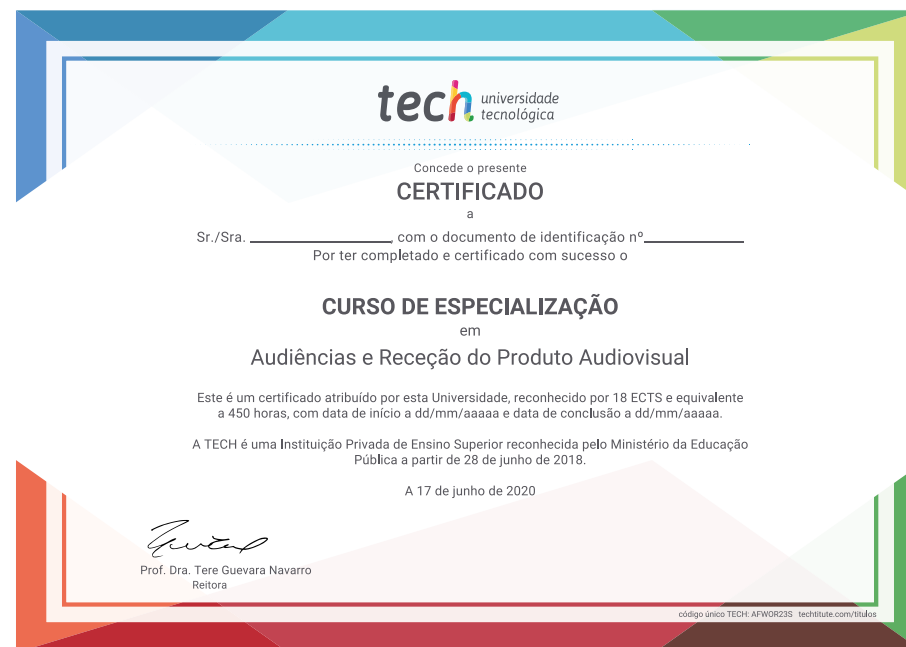 tech universidade
tecnológica
Concede o presente
CERTIFICADO
a
Sr./Sra. ____________, com o documento de identificação nº____________
Por ter completado e certificado com sucesso o
CURSO DE ESPECIALIZAÇÃO
em
Audiências e Receção do Produto Audiovisual
Este é um certificado atribuído por esta Universidade, reconhecido por 18 ECTS e equivalente
a 450 horas, com data de início a dd/mm/aaaaa e data de conclusão a dd/mm/aaaaa.
A TECH é uma Instituição Privada de Ensino Superior reconhecida pelo Ministério da Educação
Pública a partir de 28 de junho de 2018.
A 17 de junho de 2020
Prof. Dra. Tere Guevara Navarro
Reitora
código único TECH: AFWOR23S techtitute.com/titulos